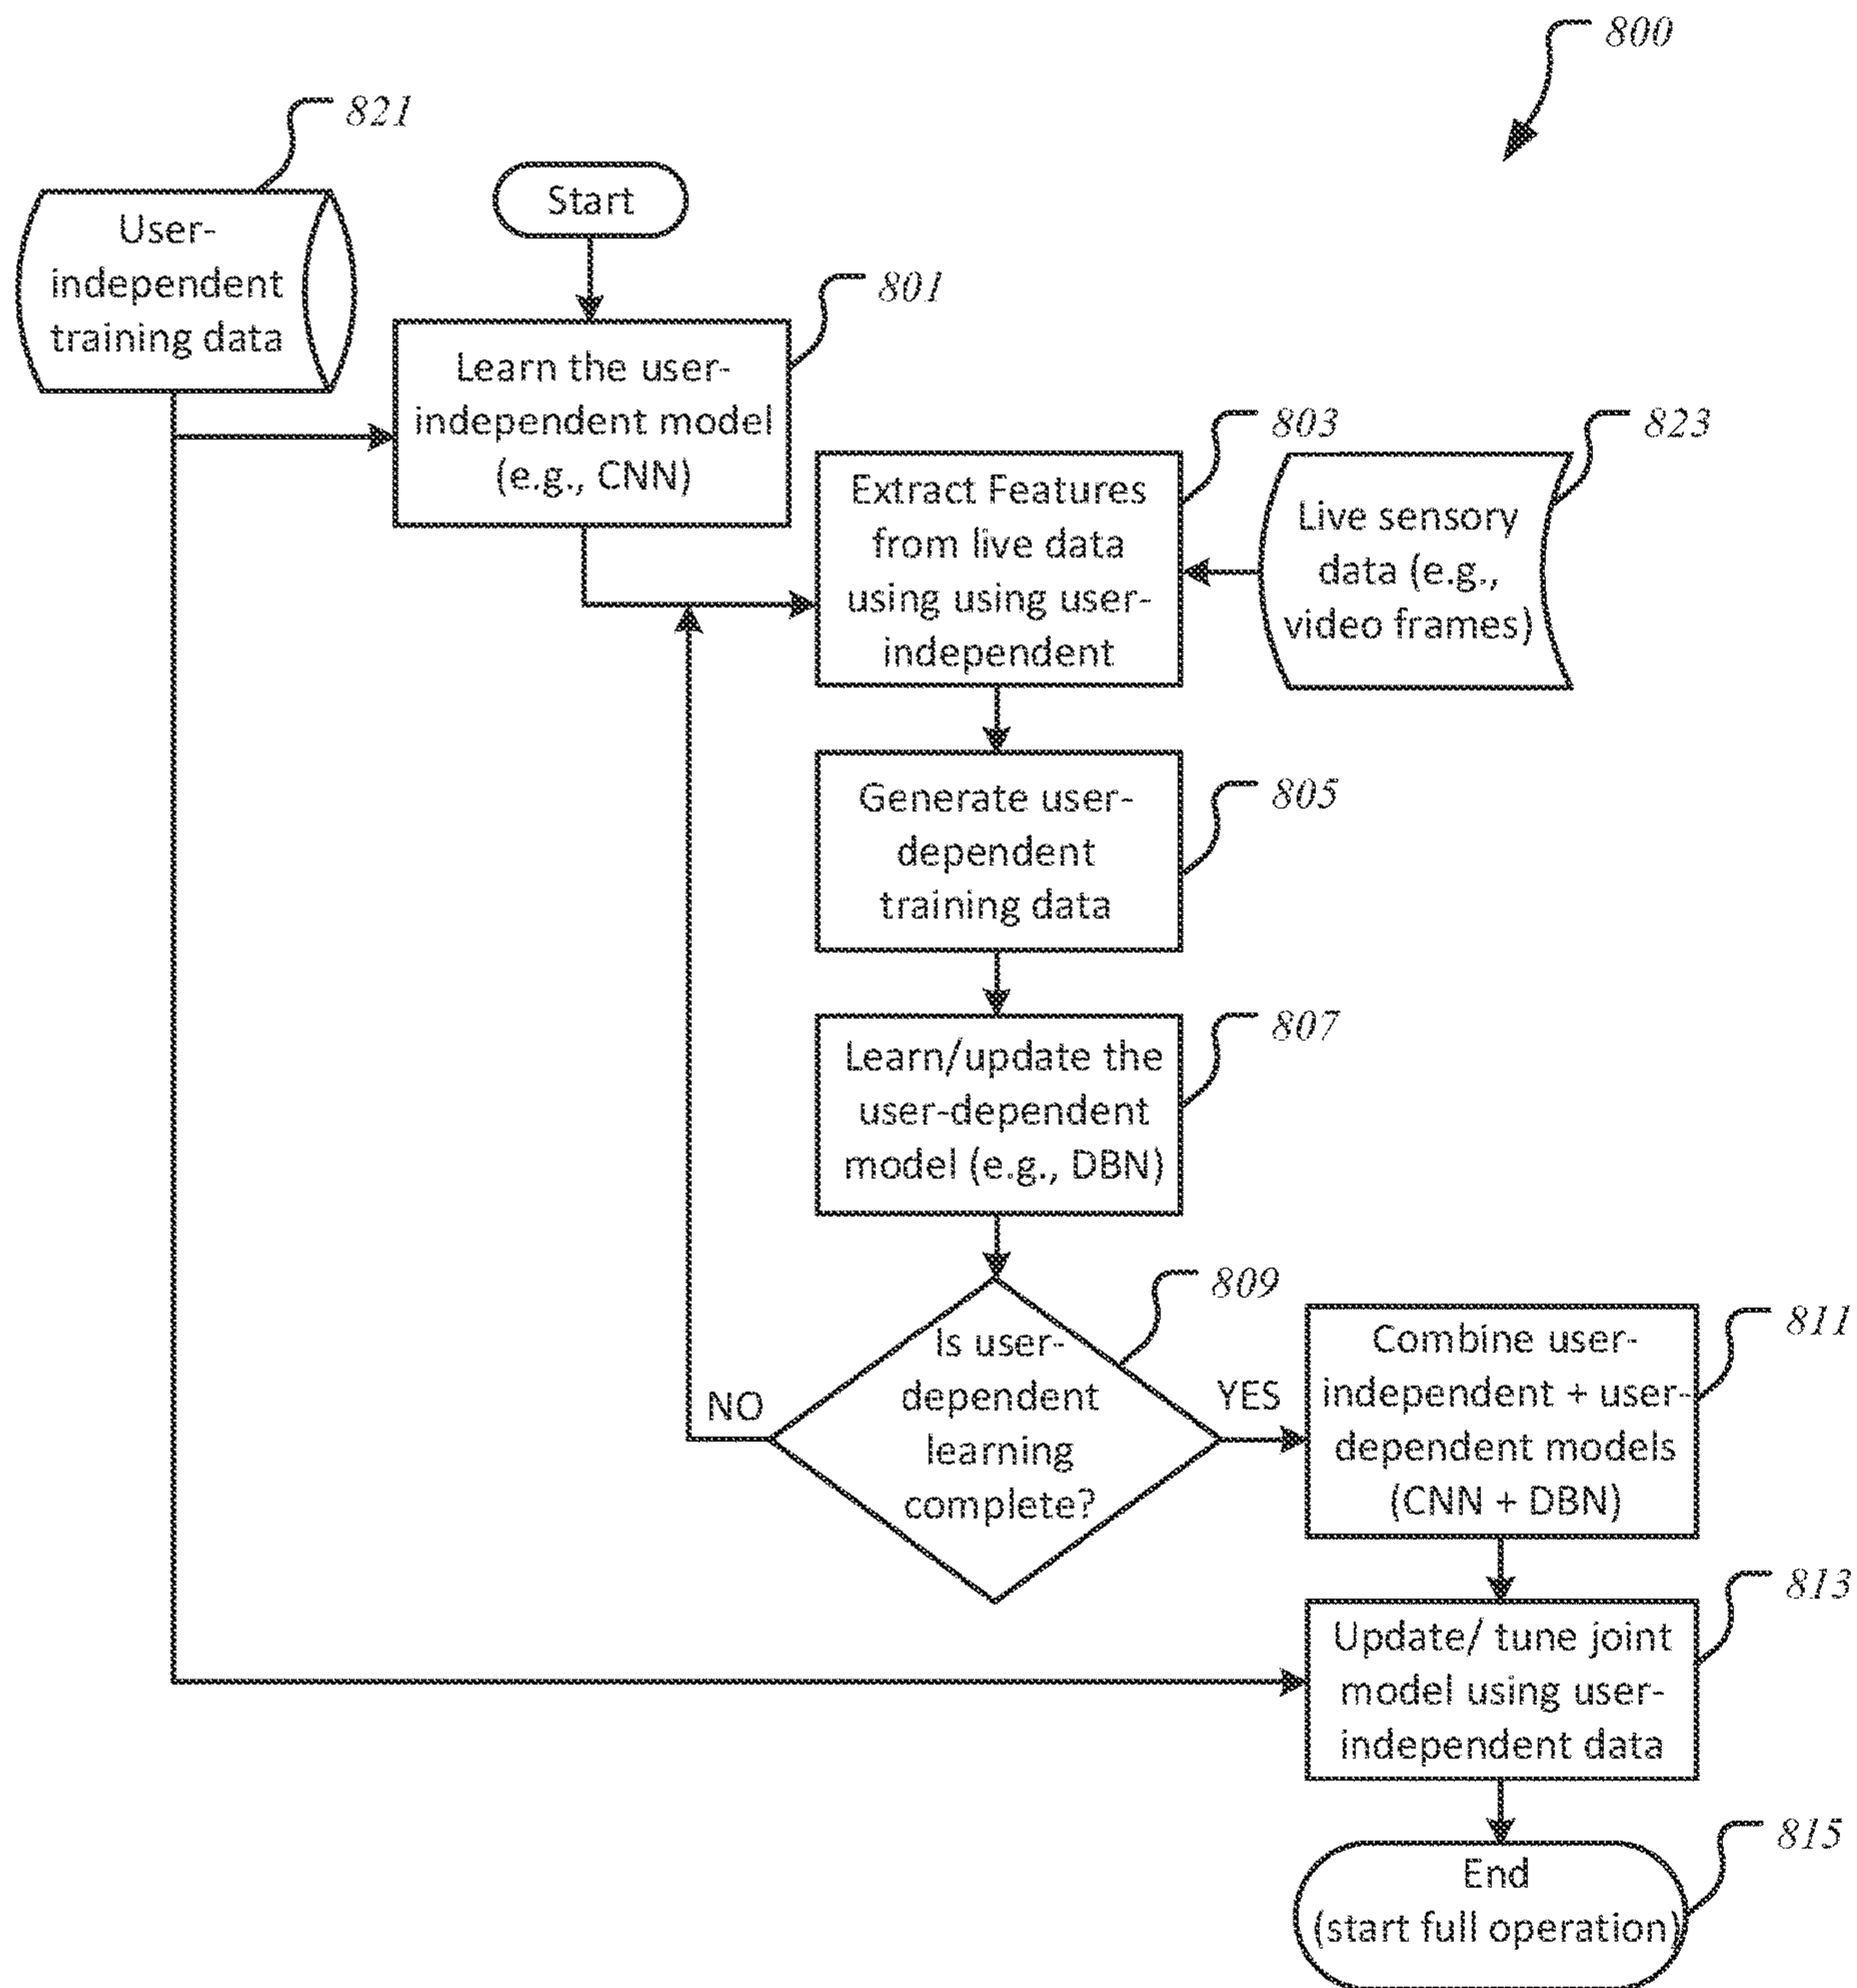 800
821
User-
independent
training data
Start
801
Learn the user-
independent model
(e.g., CNN)
803
Extract Features
from live data
using using user-
independent
823
Live sensory
data (e.g.,
video frames)
805
Generate user-
dependent
training data
807
Learn/update the
user-dependent
model (e.g., DBN)
809
Is user-
dependent
learning
complete?
NO
YES
811
Combine user-
independent + user-
dependent models
(CNN + DBN)
813
Update/ tune joint
model using user-
independent data
815
End
(start full operation)